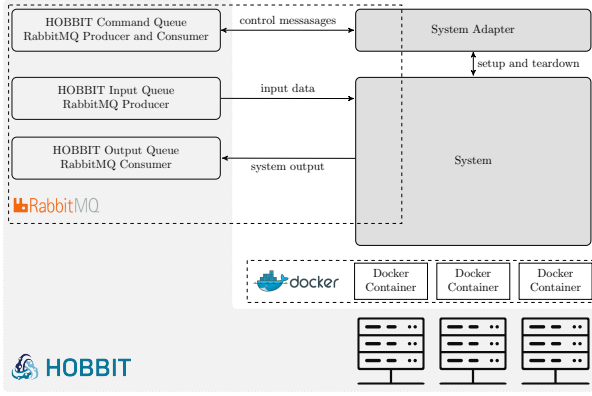 HOBBIT Command Queue
RabbitMQ Producer and Consumer
control messasages
System Adapter
setup and teardown
HOBBIT Input Queue
RabbitMQ Producer
input data
HOBBIT Output Queue
RabbitMQ Consumer
system output
System
RabbitMQ
docker
Docker
Container
Docker
Container
Docker
Container
HOBBIT